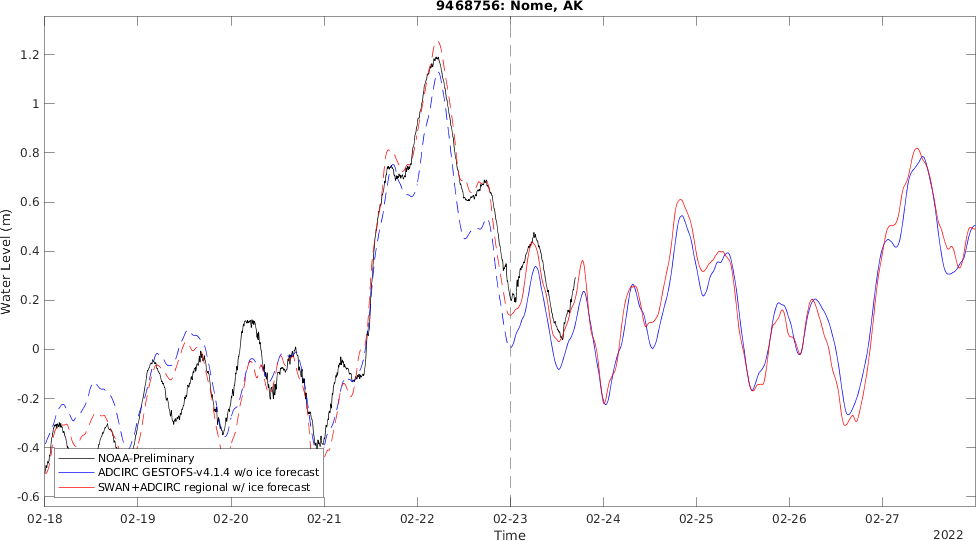 9468756: Nome, AK
Water Level (m)
1.2
1
0.8
0.6
0.4
0.2
0
-0.2
-0.4
-0.6
NOAA-Preliminary
ADCIRC GESTOFS-v4.1.4 w/o ice forecast
SWAN+ADCIRC regional w/ ice forecast
02-18 02-19 02-20 02-21 02-22 02-23 02-24 02-25 02-26 02-27
Time
2022